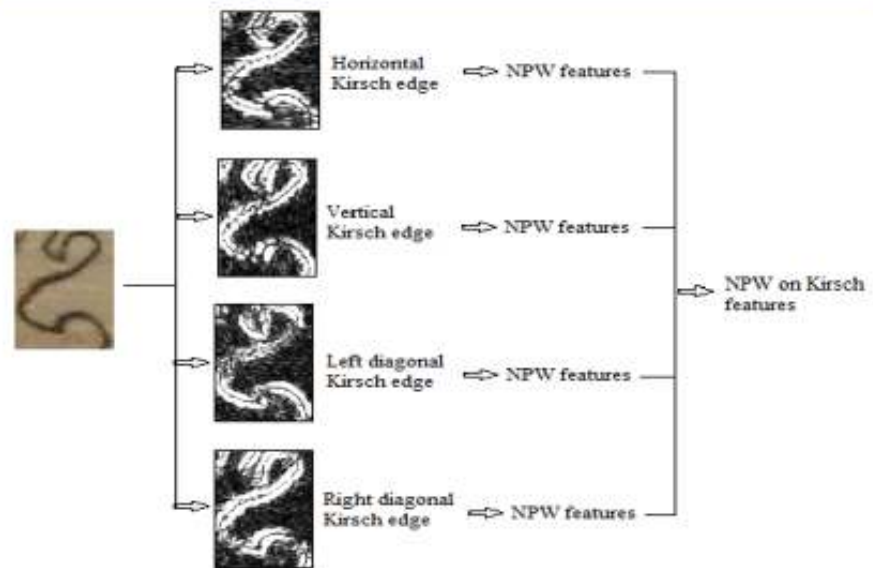 Horizontal
Kirsch edge
NPW features
Vertical
Kirsch edge
NPW features
NPW on Kirsch
features
Left diagonal
Kirsch edge
NPW features
Right diagonal
Kirsch edge
NPW features